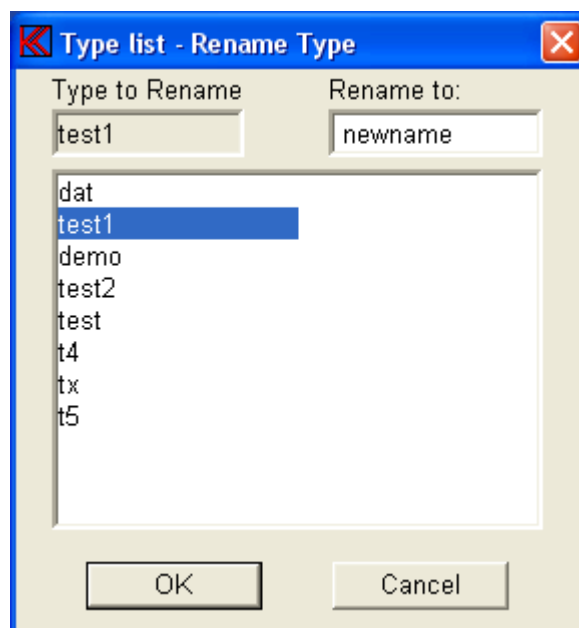 Type list - Rename Type
Type to Rename Rename to:
test1 newname
dat
test1
demo
test2
test
t4
tx
t5
OK Cancel